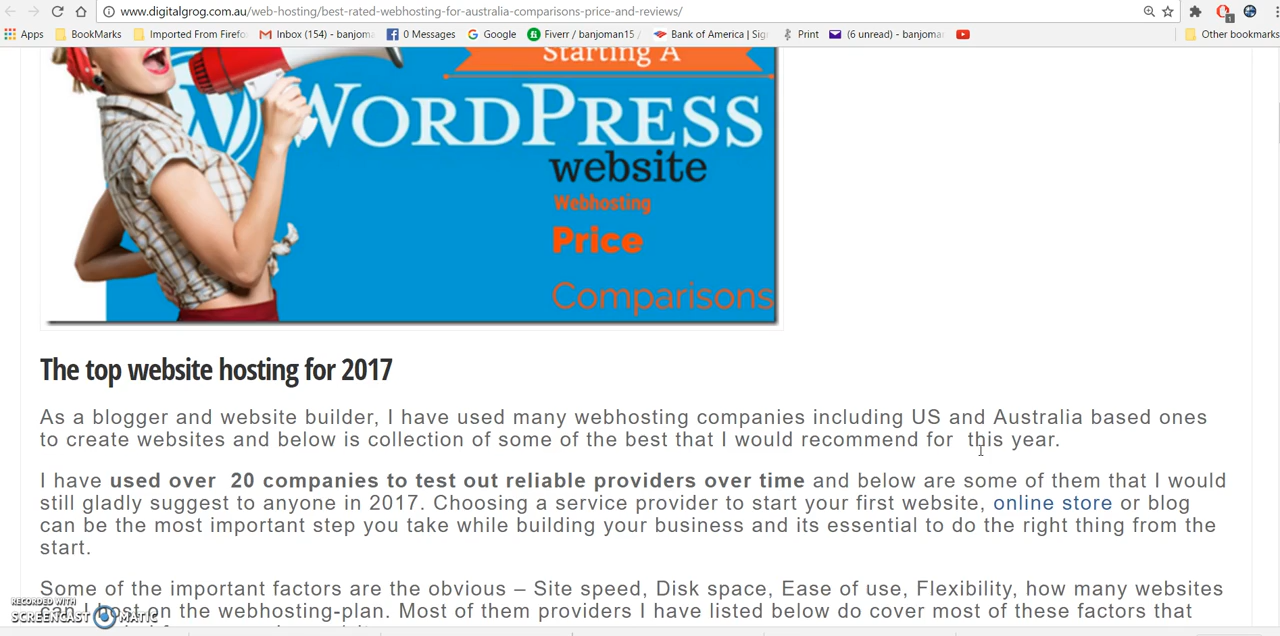 www.digitalgrog.com.au/web-hosting/best-rated-webhosting-for-australia-comparisons-price-and-reviews/
Apps BookMarks Imported From Firefo Inbox (154) - banjom 0 Messages Google Fiverr / banjoman15 / Bank of America | Sig Print (6 unread) - banjoma Other bookmarks
Starting A
WORDPRESS
website
Webhosting
Price
Comparisons
The top website hosting for 2017
As a blogger and website builder, I have used many webhosting companies including US and Australia based ones
to create websites and below is collection of some of the best that I would recommend for this year.
I have used over 20 companies to test out reliable providers over time and below are some of them that I would
still gladly suggest to anyone in 2017. Choosing a service provider to start your first website, online store or blog
can be the most important step you take while building your business and its essential to do the right thing from the
start.
Some of the important factors are the obvious – Site speed, Disk space, Ease of use, Flexibility, how many websites
can I host on the webhosting-plan. Most of them providers I have listed below do cover most of these factors that
RECORDED WITH
SCREENCAST MATIC